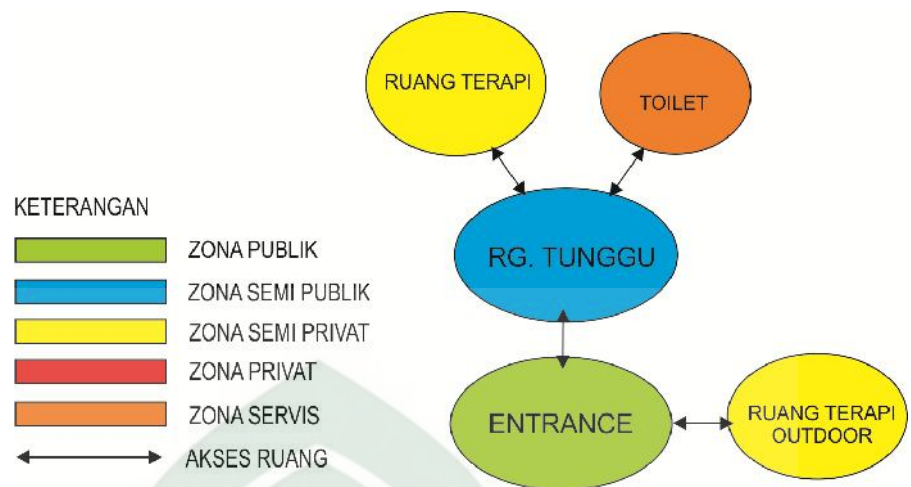 RUANG TERAPI
TOILET
RG. TUNGGU
ENTRANCE
RUANG TERAPI
OUTDOOR
KETERANGAN
ZONA PUBLIK
ZONA SEMI PUBLIK
ZONA SEMI PRIVAT
ZONA PRIVAT
ZONA SERVIS
AKSES RUANG